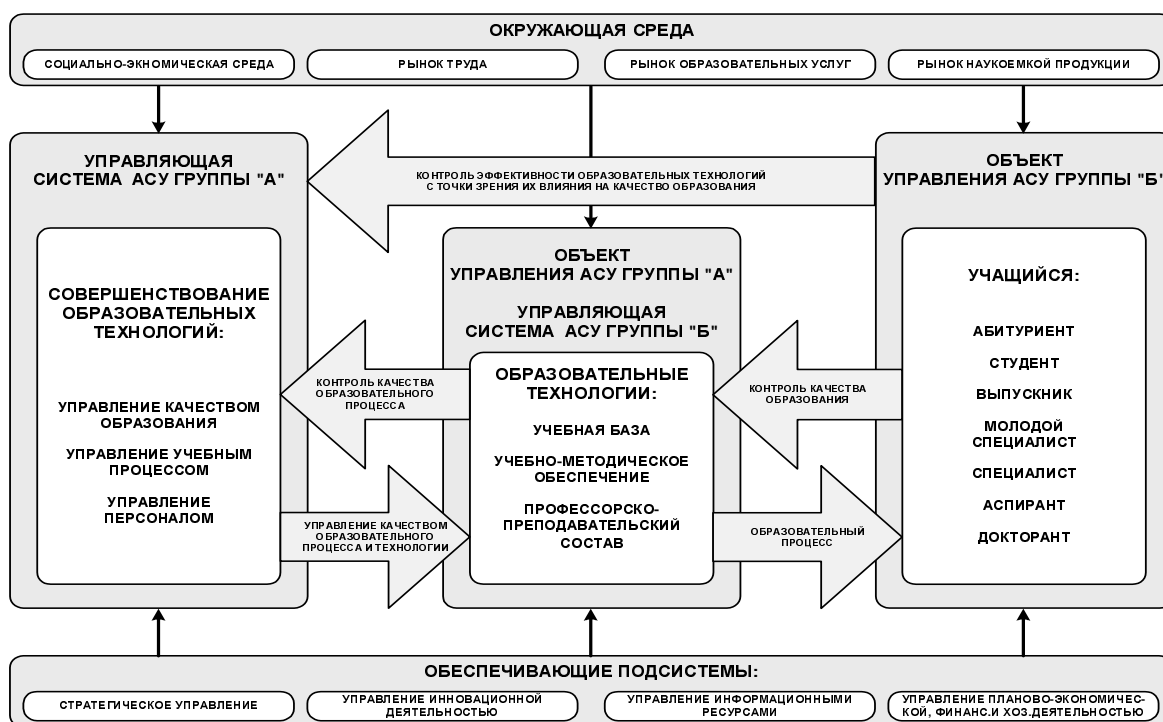 ОКРУЖАЮЩАЯ СРЕДА
СОЦИАЛЬНО-ЭКНОМИЧЕСКАЯ СРЕДА
РЫНОК ТРУДА
РЫНОК ОБРАЗОВАТЕЛЬНЫХ УСЛУГ
РЫНОК НАУКОЕМКОЙ ПРОДУКЦИИ
УПРАВЛЯЮЩАЯ
СИСТЕМА АСУ ГРУППЫ "А"
СОВЕРШЕНСТВОВАНИЕ
ОБРАЗОВАТЕЛЬНЫХ
ТЕХНОЛОГИЙ:
УПРАВЛЕНИЕ КАЧЕСТВОМ
ОБРАЗОВАНИЯ
УПРАВЛЕНИЕ УЧЕБНЫМ
ПРОЦЕССОМ
УПРАВЛЕНИЕ
ПЕРСОНАЛОМ
КОНТРОЛЬ ЭФФЕКТИВНОСТИ ОБРАЗОВАТЕЛЬНЫХ ТЕХНОЛОГИЙ
С ТОЧКИ ЗРЕНИЯ ИХ ВЛИЯНИЯ НА КАЧЕСТВО ОБРАЗОВАНИЯ
КОНТРОЛЬ КАЧЕСТВА
ОБРАЗОВАТЕЛЬНОГО
ПРОЦЕССА
УПРАВЛЕНИЕ КАЧЕСТВОМ
ОБРАЗОВАТЕЛЬНОГО
ПРОЦЕССА И ТЕХНОЛОГИИ
ОБЪЕКТ
УПРАВЛЕНИЯ АСУ ГРУППЫ "А"
УПРАВЛЯЮЩАЯ
СИСТЕМА АСУ ГРУППЫ "Б"
ОБРАЗОВАТЕЛЬНЫЕ
ТЕХНОЛОГИИ:
УЧЕБНАЯ БАЗА
УЧЕБНО-МЕТОДИЧЕСКОЕ
ОБЕСПЕЧЕНИЕ
ПРОФЕССОРСКО-
ПРЕПОДАВАТЕЛЬСКИЙ
СОСТАВ
КОНТРОЛЬ КАЧЕСТВА
ОБРАЗОВАНИЯ
ОБРАЗОВАТЕЛЬНЫЙ
ПРОЦЕСС
ОБЪЕКТ
УПРАВЛЕНИЯ АСУ ГРУППЫ "Б"
УЧАЩИЙСЯ:
АБИТУРИЕНТ
СТУДЕНТ
ВЫПУСКНИК
МОЛОДОЙ
СПЕЦИАЛИСТ
СПЕЦИАЛИСТ
АСПИРАНТ
ДОКТОРАНТ
ОБЕСПЕЧИВАЮЩИЕ ПОДСИСТЕМЫ:
СТРАТЕГИЧЕСКОЕ УПРАВЛЕНИЕ
УПРАВЛЕНИЕ ИННОВАЦИОННОЙ
ДЕЯТЕЛЬНОСТЬЮ
УПРАВЛЕНИЕ ИНФОРМАЦИОННЫМИ
РЕСУРСАМИ
УПРАВЛЕНИЕ ПЛАНОВО-ЭКОНОМИЧЕС-
КОЙ, ФИНАНС.И ХОЗ.ДЕЯТЕЛЬНОСТЬЮ